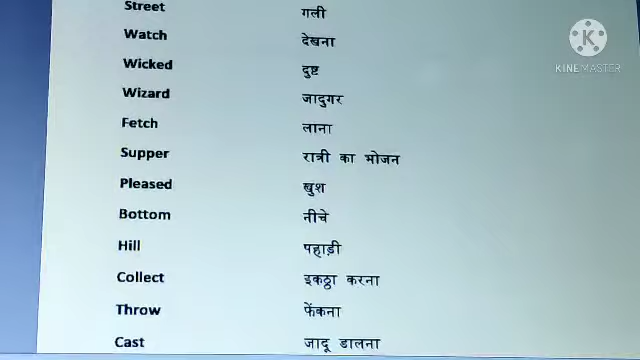 Street गली
Watch देखना
Wicked दुष्ट
Wizard जादुगर
Fetch लाना
Supper रात्री का भोजन
Pleased खुश
Bottom नीचे
Hill पहाड़ी
Collect इकठ्ठा करना
Throw फेंकना
Cast जादू डालना
K
KINEMASTER